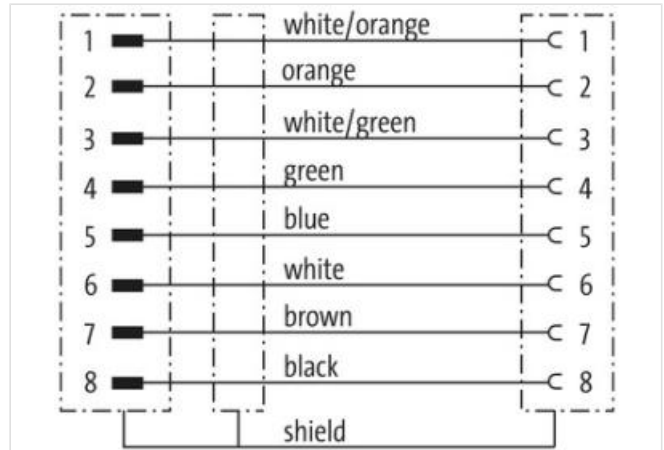 1 white/orange 1
2 orange 2
3 white/green 3
4 green 4
5 blue 5
6 white 6
7 brown 7
8 black 8
shield